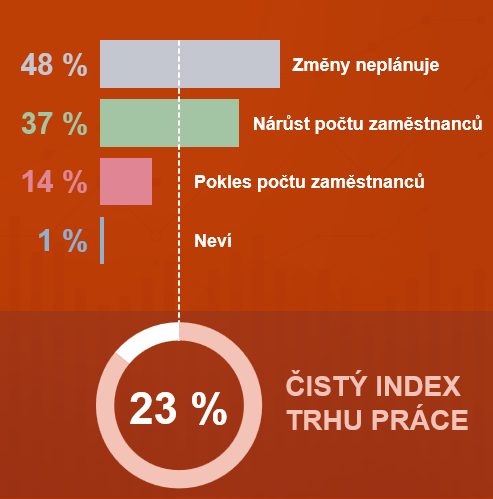 48 % Změny neplánuje
37 % Nárůst počtu zaměstnanců
14 % Pokles počtu zaměstnanců
1 % Neví
23 %
ČISTÝ INDEX
TRHU PRÁCE